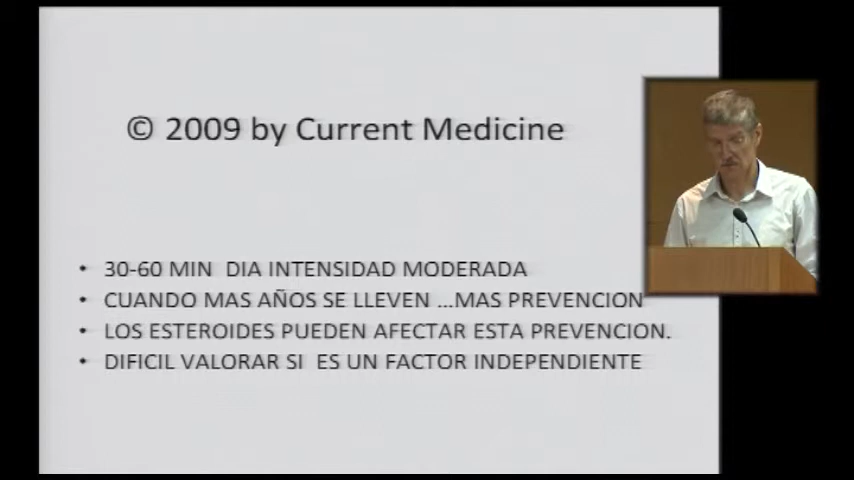 © 2009 by Current Medicine
• 30-60 MIN  DIA INTENSIDAD MODERADA
• CUANDO MAS AÑOS SE LLEVEN ...MAS PREVENCION
• LOS ESTEROIDES PUEDEN AFECTAR ESTA PREVENCION.
• DIFICIL VALORAR SI  ES UN FACTOR INDEPENDIENTE